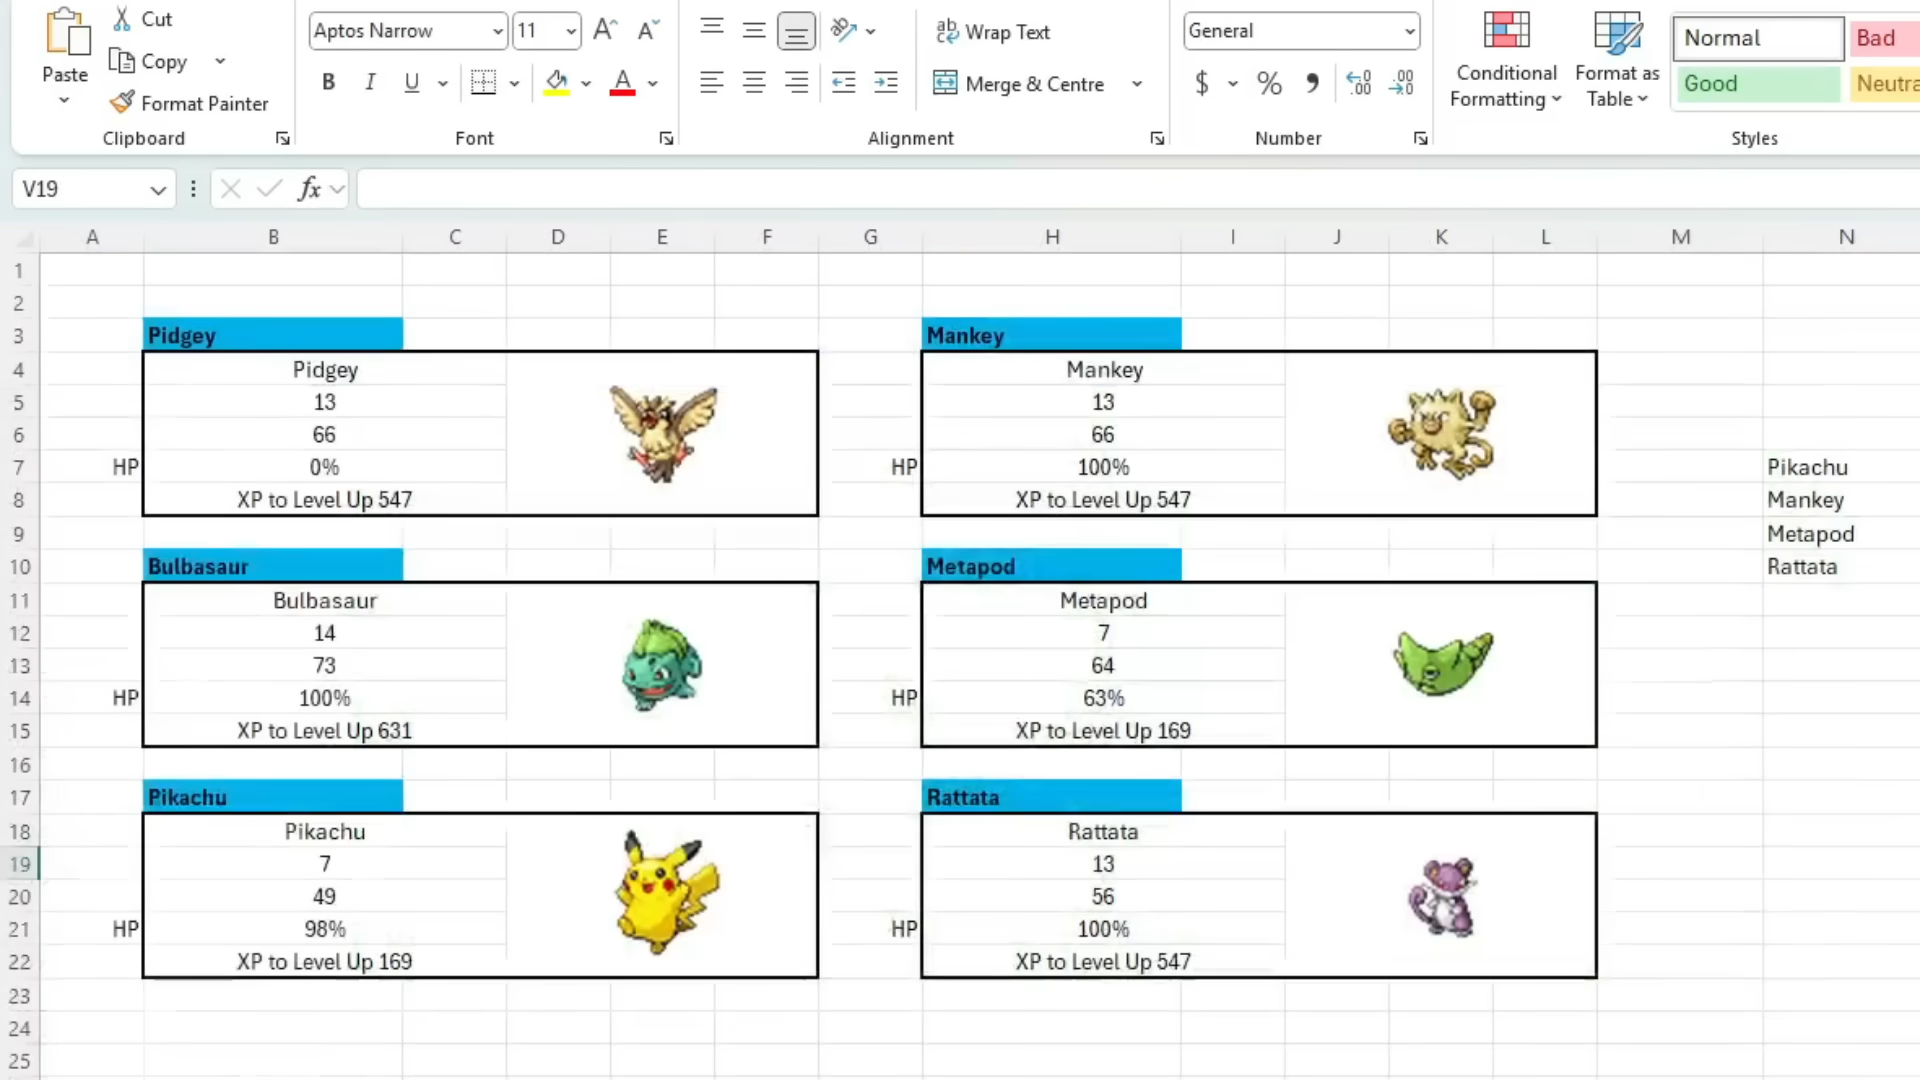 Cut
Copy
Format Painter
Paste
Clipboard
Aptos Narrow
11
B I U
Font
Wrap Text
Merge & Centre
Alignment
General
$ % ,
Number
Conditional
Formatting
Format as
Table
Normal
Bad
Good
Neutra
Styles
V19
fx
A B C D E F G H I J K L M N
1
2
3 Pidgey Mankey
4 Pidgey Mankey
5 13 13
6 66 66
7 HP 0% HP 100% Pikachu
8 XP to Level Up 547 XP to Level Up 547 Mankey
9 Metapod
10 Bulbasaur Metapod Rattata
11 Bulbasaur Metapod
12 14 7
13 73 64
14 HP 100% HP 63%
15 XP to Level Up 631 XP to Level Up 169
16
17 Pikachu Rattata
18 Pikachu Rattata
19 7 13
20 49 56
21 HP 98% HP 100%
22 XP to Level Up 169 XP to Level Up 547
23
24
25